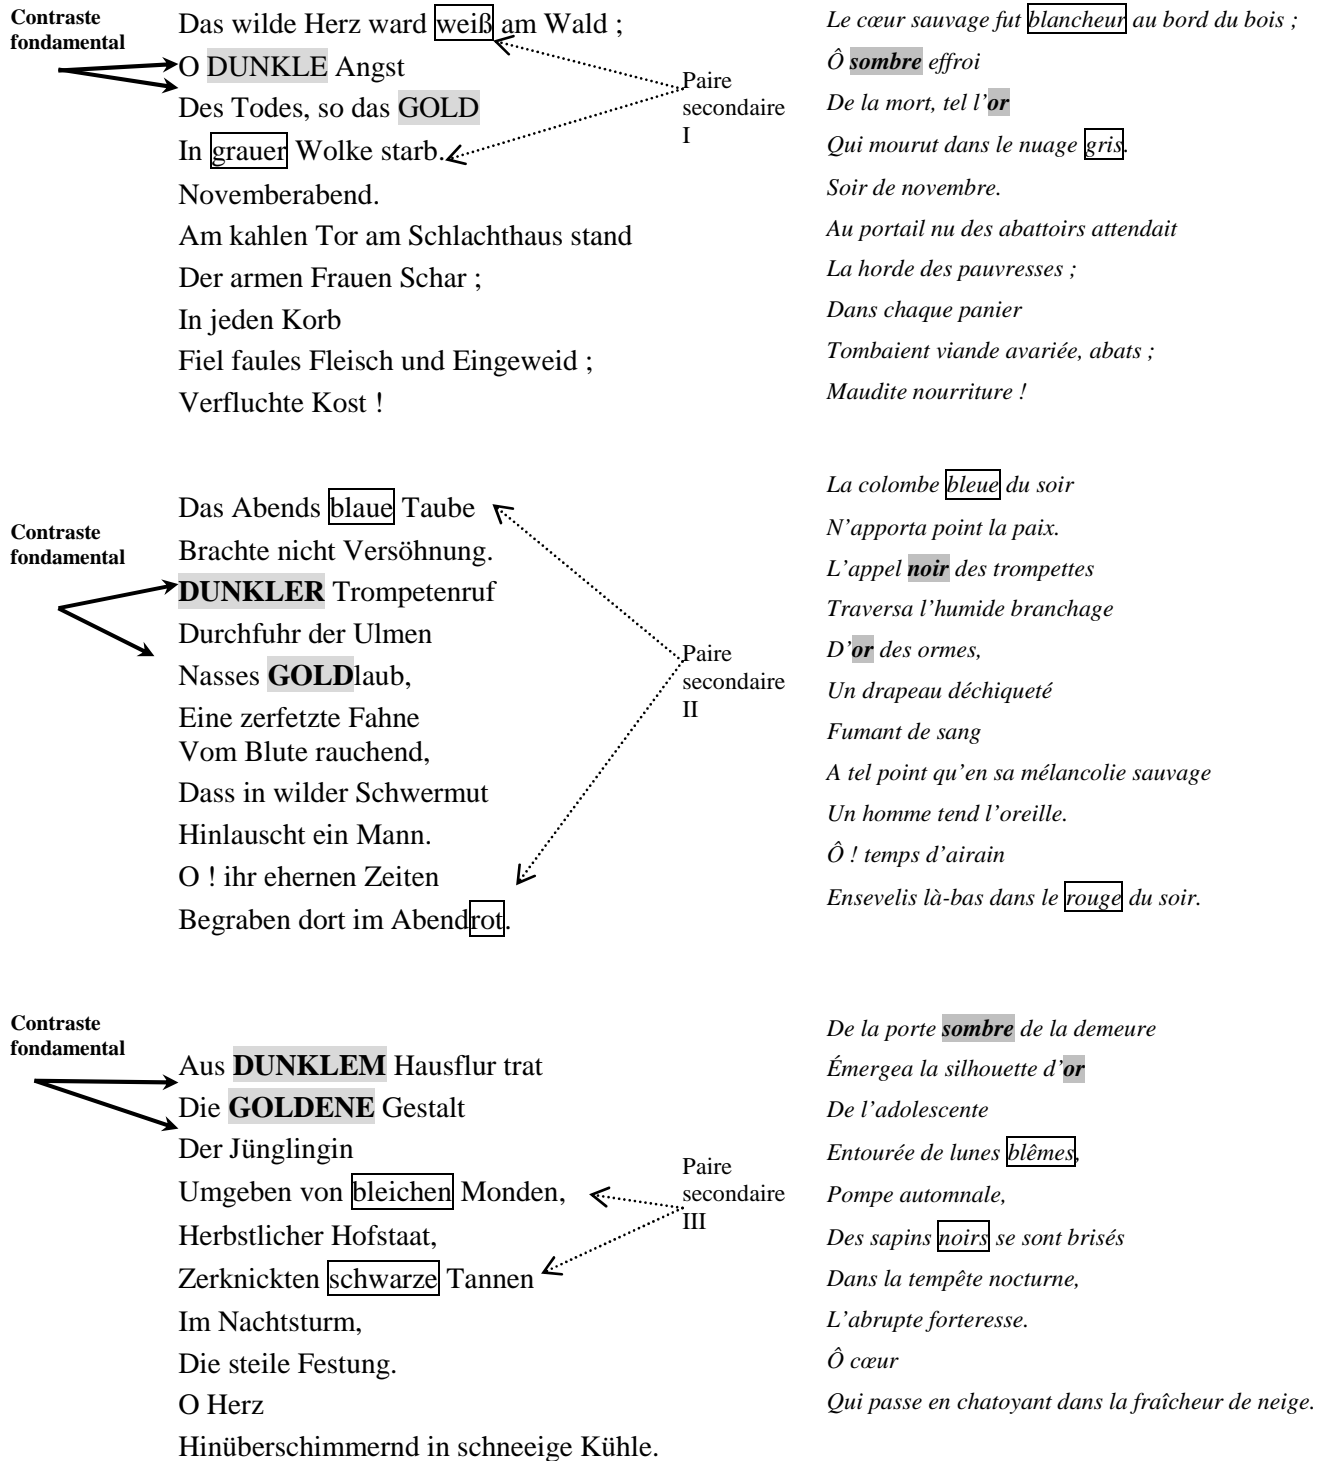 Contraste
fondamental
Das wilde Herz ward weiß am Wald ;
O DUNKLE Angst
Des Todes, so das GOLD
In grauer Wolke starb.
Novemberabend.
Am kahlen Tor am Schlachthaus stand
Der armen Frauen Schar ;
In jeden Korb
Fiel faules Fleisch und Eingeweid ;
Verfluchte Kost !
Paire
secondaire
I
Le cœur sauvage fut blancheur au bord du bois ;
Ô sombre effroi
De la mort, tel l’or
Qui mourut dans le nuage gris.
Soir de novembre.
Au portail nu des abattoirs attendait
La horde des pauvresses ;
Dans chaque panier
Tombaient viande avariée, abats ;
Maudite nourriture !
Contraste
fondamental
Das Abends blaue Taube
Brachte nicht Versöhnung.
DUNKLER Trompetenruf
Durchfuhr der Ulmen
Nasses GOLDlaub,
Eine zerfetzte Fahne
Vom Blute rauchend,
Dass in wilder Schwermut
Hinlauscht ein Mann.
O ! ihr ehernen Zeiten
Begraben dort im Abendrot.
Paire
secondaire
II
La colombe bleue du soir
N’apporta point la paix.
L’appel noir des trompettes
Traversa l’humide branchage
D’or des ormes,
Un drapeau déchiqueté
Fumant de sang
A tel point qu’en sa mélancolie sauvage
Un homme tend l’oreille.
Ô ! temps d’airain
Ensevelis là-bas dans le rouge du soir.
Contraste
fondamental
Aus DUNKLEM Hausflur trat
Die GOLDENE Gestalt
Der Jünglingin
Umgeben von bleichen Monden,
Herbstlicher Hofstaat,
Zerknickten schwarze Tannen
Im Nachtsturm,
Die steile Festung.
O Herz
Hinüberschimmernd in schneeige Kühle.
Paire
secondaire
III
De la porte sombre de la demeure
Émergea la silhouette d’or
De l’adolescente
Entourée de lunes blêmes,
Pompe automnale,
Des sapins noirs se sont brisés
Dans la tempête nocturne,
L’abrupte forteresse.
Ô cœur
Qui passe en chatoyant dans la fraîcheur de neige.